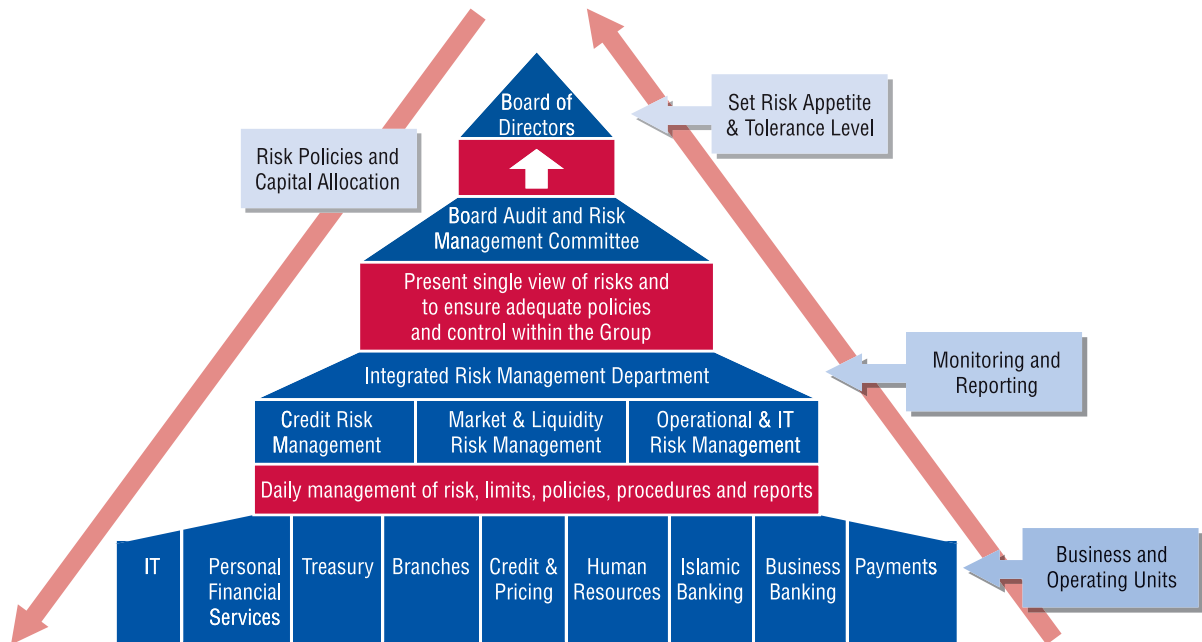 Board of
Directors
Set Risk Appetite
& Tolerance Level
Risk Policies and
Capital Allocation
Board Audit and Risk
Management Committee
Present single view of risks and
to ensure adequate policies
and control within the Group
Monitoring and
Reporting
Integrated Risk Management Department
Credit Risk
Management
Market & Liquidity
Risk Management
Operational & IT
Risk Management
Daily management of risk, limits, policies, procedures and reports
IT
Personal
Financial
Services
Treasury
Branches
Credit &
Pricing
Human
Resources
Islamic
Banking
Business
Banking
Payments
Business and
Operating Units